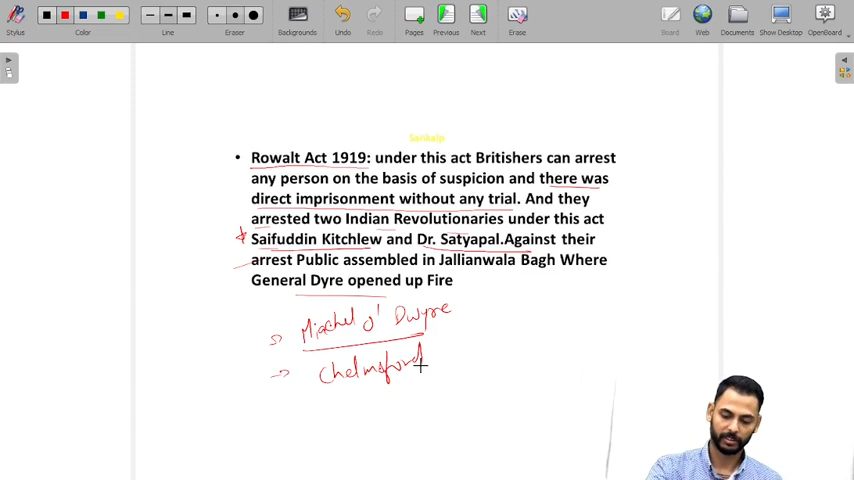 Stylus Color Line Eraser Backgrounds Undo Redo Pages Previous Next Erase Board Web Documents Show Desktop OpenBoard
Sankalp
• Rowalt Act 1919: under this act Britishers can arrest
any person on the basis of suspicion and there was
direct imprisonment without any trial. And they
arrested two Indian Revolutionaries under this act
Saifuddin Kitchlew and Dr. Satyapal.Against their
arrest Public assembled in Jallianwala Bagh Where
General Dyre opened up Fire
Miachel O' Dwyre
Chelmsford